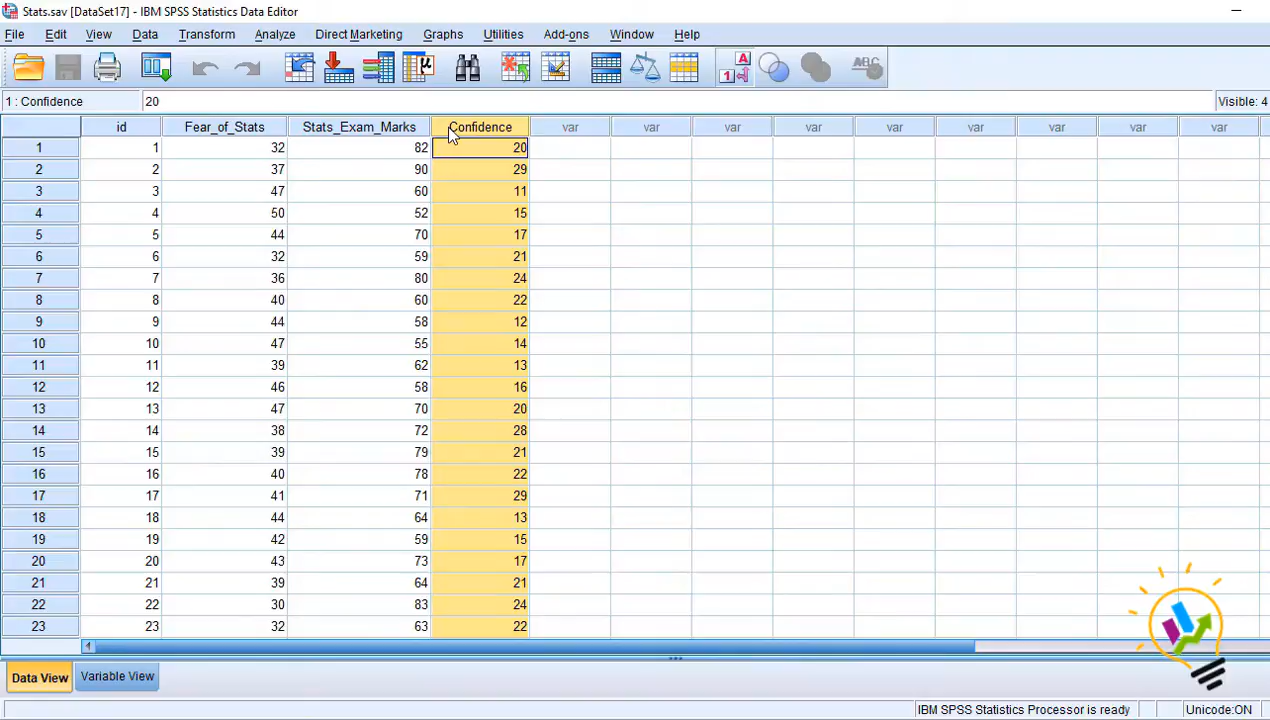 Stats.sav [DataSet17] - IBM SPSS Statistics Data Editor
File Edit View Data Transform Analyze Direct Marketing Graphs Utilities Add-ons Window Help
A
1
μ
ABC
1 : Confidence 20 Visible: 4
id Fear_of_Stats Stats_Exam_Marks Confidence var var var var var var var var var
1 1 32 82 20
2 2 37 90 29
3 3 47 60 11
4 4 50 52 15
5 5 44 70 17
6 6 32 59 21
7 7 36 80 24
8 8 40 60 22
9 9 44 58 12
10 10 47 55 14
11 11 39 62 13
12 12 46 58 16
13 13 47 70 20
14 14 38 72 28
15 15 39 79 21
16 16 40 78 22
17 17 41 71 29
18 18 44 64 13
19 19 42 59 15
20 20 43 73 17
21 21 39 64 21
22 22 30 83 24
23 23 32 63 22
Data View Variable View
IBM SPSS Statistics Processor is ready Unicode:ON